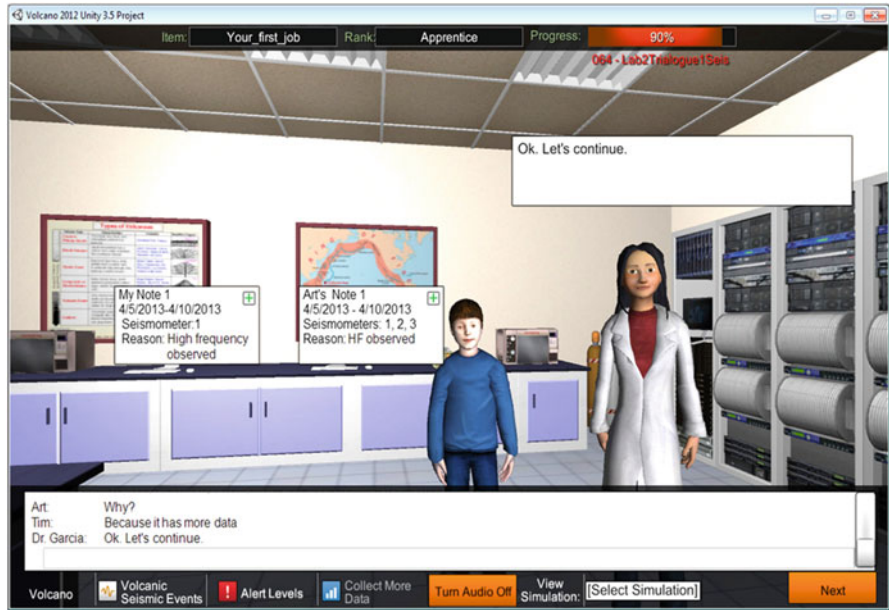 Volcano 2012 Unity 3.5 Project
Item: Your_first_job Rank: Apprentice Progress: 90%
064 - Lab2Trialogue1Seis
Ok. Let's continue.
Types of Volcanoes
My Note 1
4/5/2013-4/10/2013
Seismometer:1
Reason: High frequency
observed
Art's Note 1
4/5/2013 - 4/10/2013
Seismometers: 1, 2, 3
Reason: HF observed
Art: Why?
Tim: Because it has more data
Dr. Garcia: Ok. Let's continue.
Volcano
Volcanic
Seismic Events
Alert Levels
Collect More
Data
Turn Audio Off
View
Simulation:
[Select Simulation]
Next